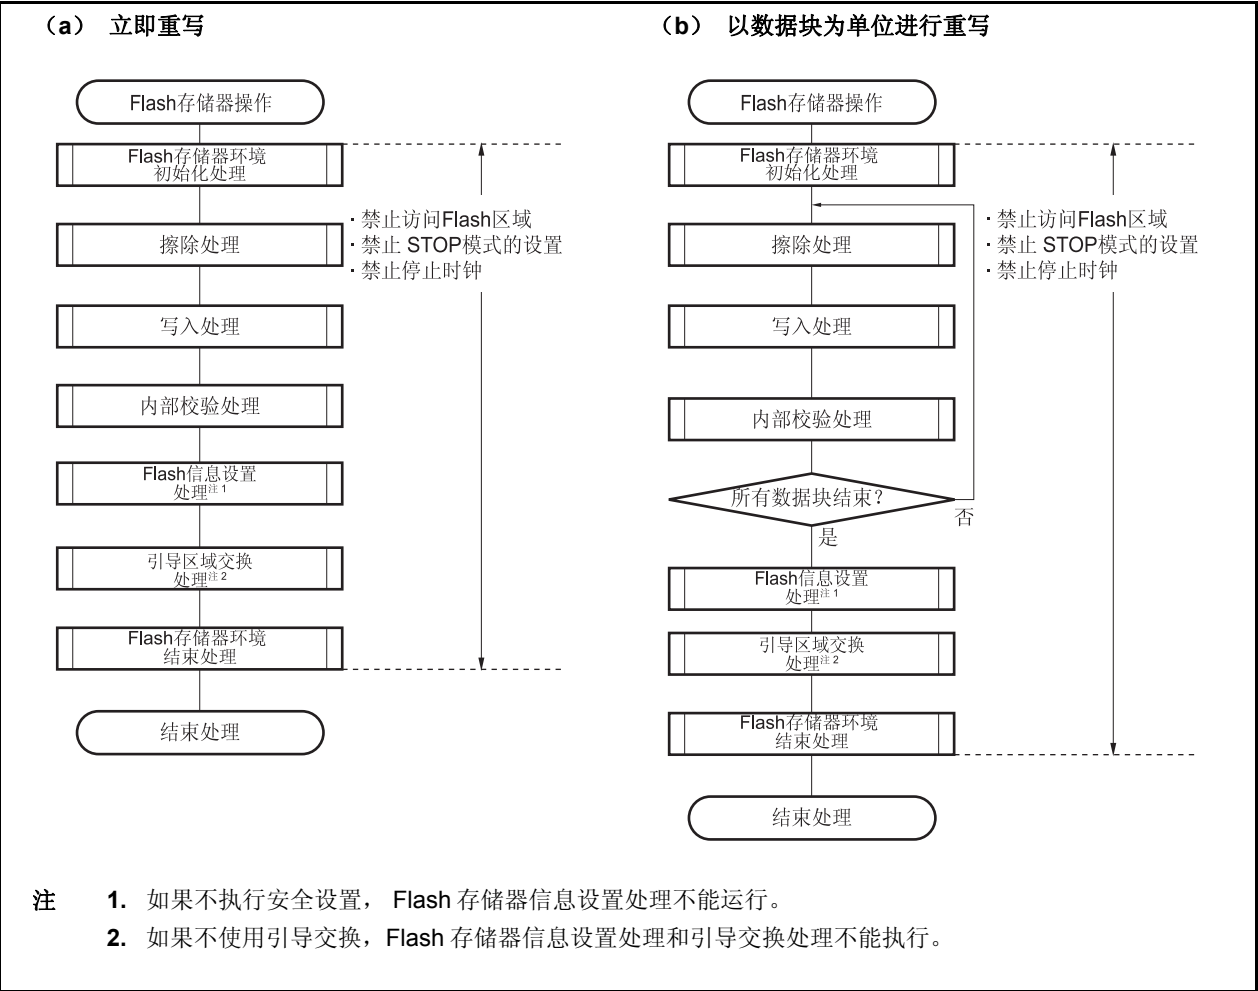 （a） 立即重写
Flash存储器操作
Flash存储器环境
初始化处理
·禁止访问Flash区域
·禁止 STOP模式的设置
·禁止停止时钟
擦除处理
写入处理
内部校验处理
Flash信息设置
处理注 1
引导区域交换
处理注 2
Flash存储器环境
结束处理
结束处理
（b） 以数据块为单位进行重写
Flash存储器操作
Flash存储器环境
初始化处理
·禁止访问Flash区域
·禁止 STOP模式的设置
·禁止停止时钟
擦除处理
写入处理
内部校验处理
所有数据块结束？
否
是
Flash信息设置
处理注 1
引导区域交换
处理注 2
Flash存储器环境
结束处理
结束处理
注 1. 如果不执行安全设置， Flash 存储器信息设置处理不能运行。
2. 如果不使用引导交换，Flash 存储器信息设置处理和引导交换处理不能执行。